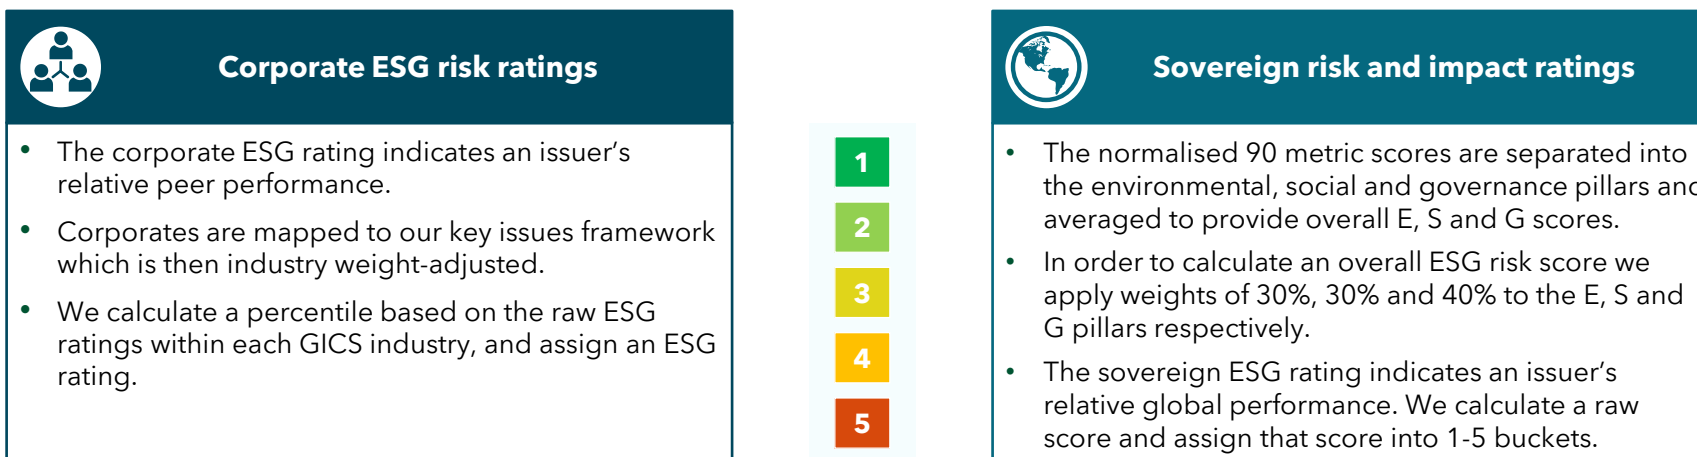 Corporate ESG risk ratings
• The corporate ESG rating indicates an issuer’s
relative peer performance.
• Corporates are mapped to our key issues framework
which is then industry weight-adjusted.
• We calculate a percentile based on the raw ESG
ratings within each GICS industry, and assign an ESG
rating.
1
2
3
4
5
Sovereign risk and impact ratings
• The normalised 90 metric scores are separated into
the environmental, social and governance pillars and
averaged to provide overall E, S and G scores.
• In order to calculate an overall ESG risk score we
apply weights of 30%, 30% and 40% to the E, S and
G pillars respectively.
• The sovereign ESG rating indicates an issuer’s
relative global performance. We calculate a raw
score and assign that score into 1-5 buckets.